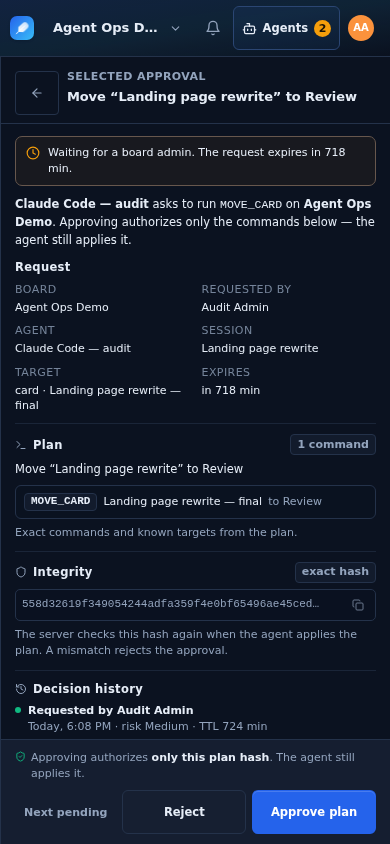 Agent Ops D...
Agents 2
AA
SELECTED APPROVAL
Move “Landing page rewrite” to Review
Waiting for a board admin. The request expires in 718
min.
Claude Code — audit asks to run MOVE_CARD on Agent Ops
Demo. Approving authorizes only the commands below — the
agent still applies it.
Request
BOARD
Agent Ops Demo
REQUESTED BY
Audit Admin
AGENT
Claude Code — audit
SESSION
Landing page rewrite
TARGET
card · Landing page rewrite —
final
EXPIRES
in 718 min
Plan
1 command
Move “Landing page rewrite” to Review
MOVE_CARD Landing page rewrite — final to Review
Exact commands and known targets from the plan.
Integrity
exact hash
558d32619f349054244adfa359f4e0bf65496ae45ced…
The server checks this hash again when the agent applies the
plan. A mismatch rejects the approval.
Decision history
Requested by Audit Admin
Today, 6:08 PM · risk Medium · TTL 724 min
Approving authorizes only this plan hash. The agent still
applies it.
Next pending
Reject
Approve plan